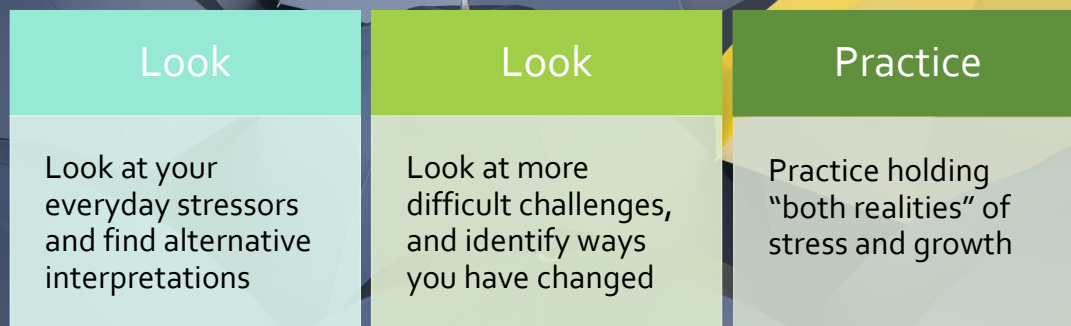 Look
Look at your
everyday stressors
and find alternative
interpretations
Look
Look at more
difficult challenges,
and identify ways
you have changed
Practice
Practice holding
“both realities” of
stress and growth